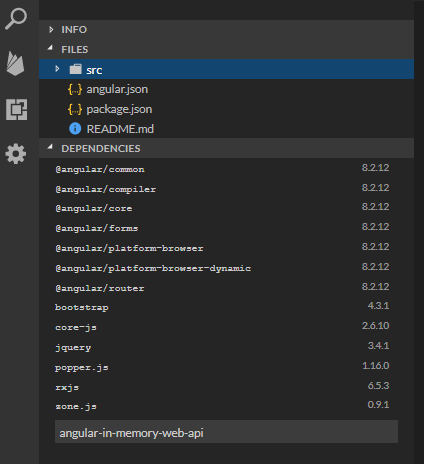 INFO
FILES
src
{..} angular.json
{..} package.json
README.md
DEPENDENCIES
@angular/common 8.2.12
@angular/compiler 8.2.12
@angular/core 8.2.12
@angular/forms 8.2.12
@angular/platform-browser 8.2.12
@angular/platform-browser-dynamic 8.2.12
@angular/router 8.2.12
bootstrap 4.3.1
core-js 2.6.10
jquery 3.4.1
popper.js 1.16.0
rxjs 6.5.3
zone.js 0.9.1
angular-in-memory-web-api